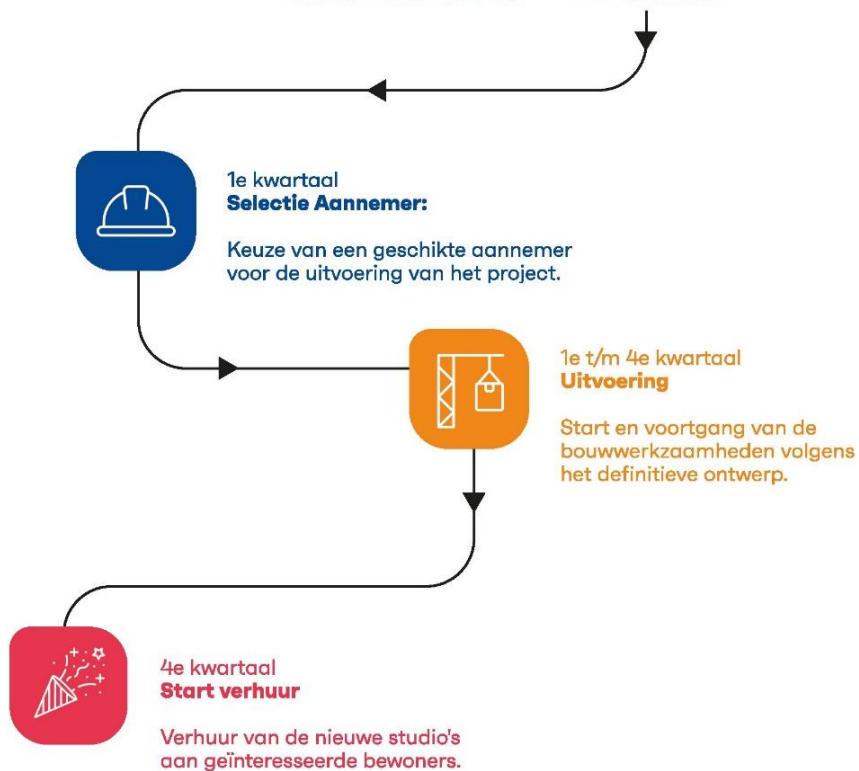 1e kwartaal
Selectie Aannemer:
Keuze van een geschikte aannemer
voor de uitvoering van het project.
1e t/m 4e kwartaal
Uitvoering
Start en voortgang van de
bouwwerkzaamheden volgens
het definitieve ontwerp.
4e kwartaal
Start verhuur
Verhuur van de nieuwe studio's
aan geïnteresseerde bewoners.